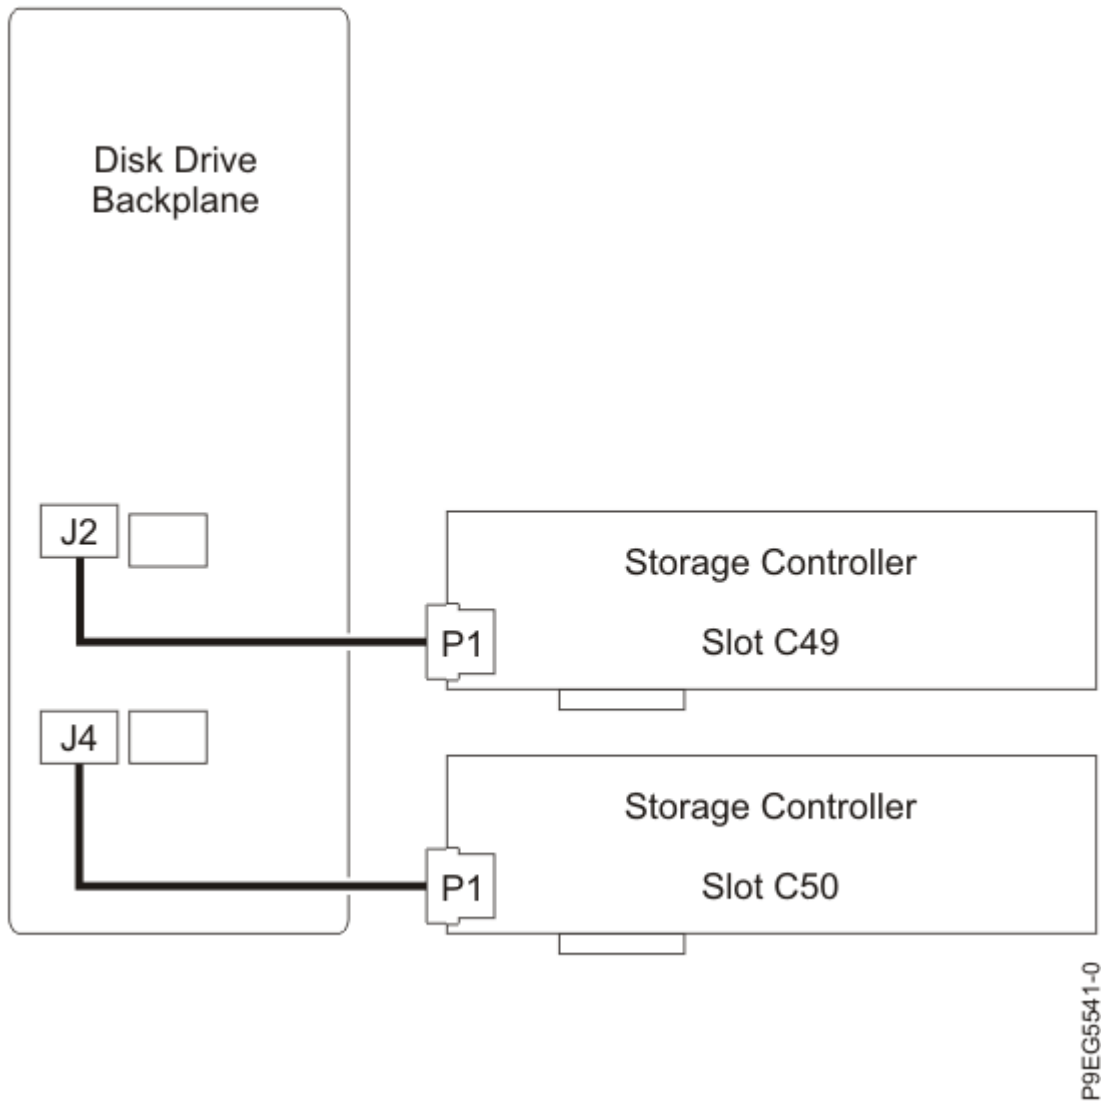 Disk Drive
Backplane
J2
Storage Controller
P1
Slot C49
J4
Storage Controller
P1
Slot C50
P9EG5541-0